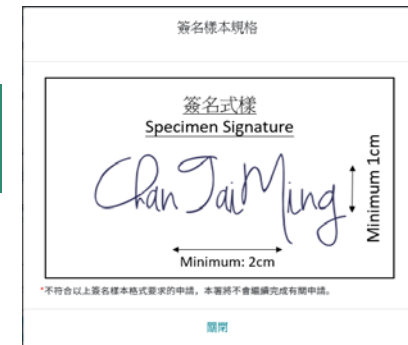 簽名樣本規格
簽名式樣
Specimen Signature
Chan Tai Ming
Minimum 1cm
Minimum: 2cm
*不符合以上簽名樣本格式要求的申請，本署將不會繼續完成有關申請。
關閉